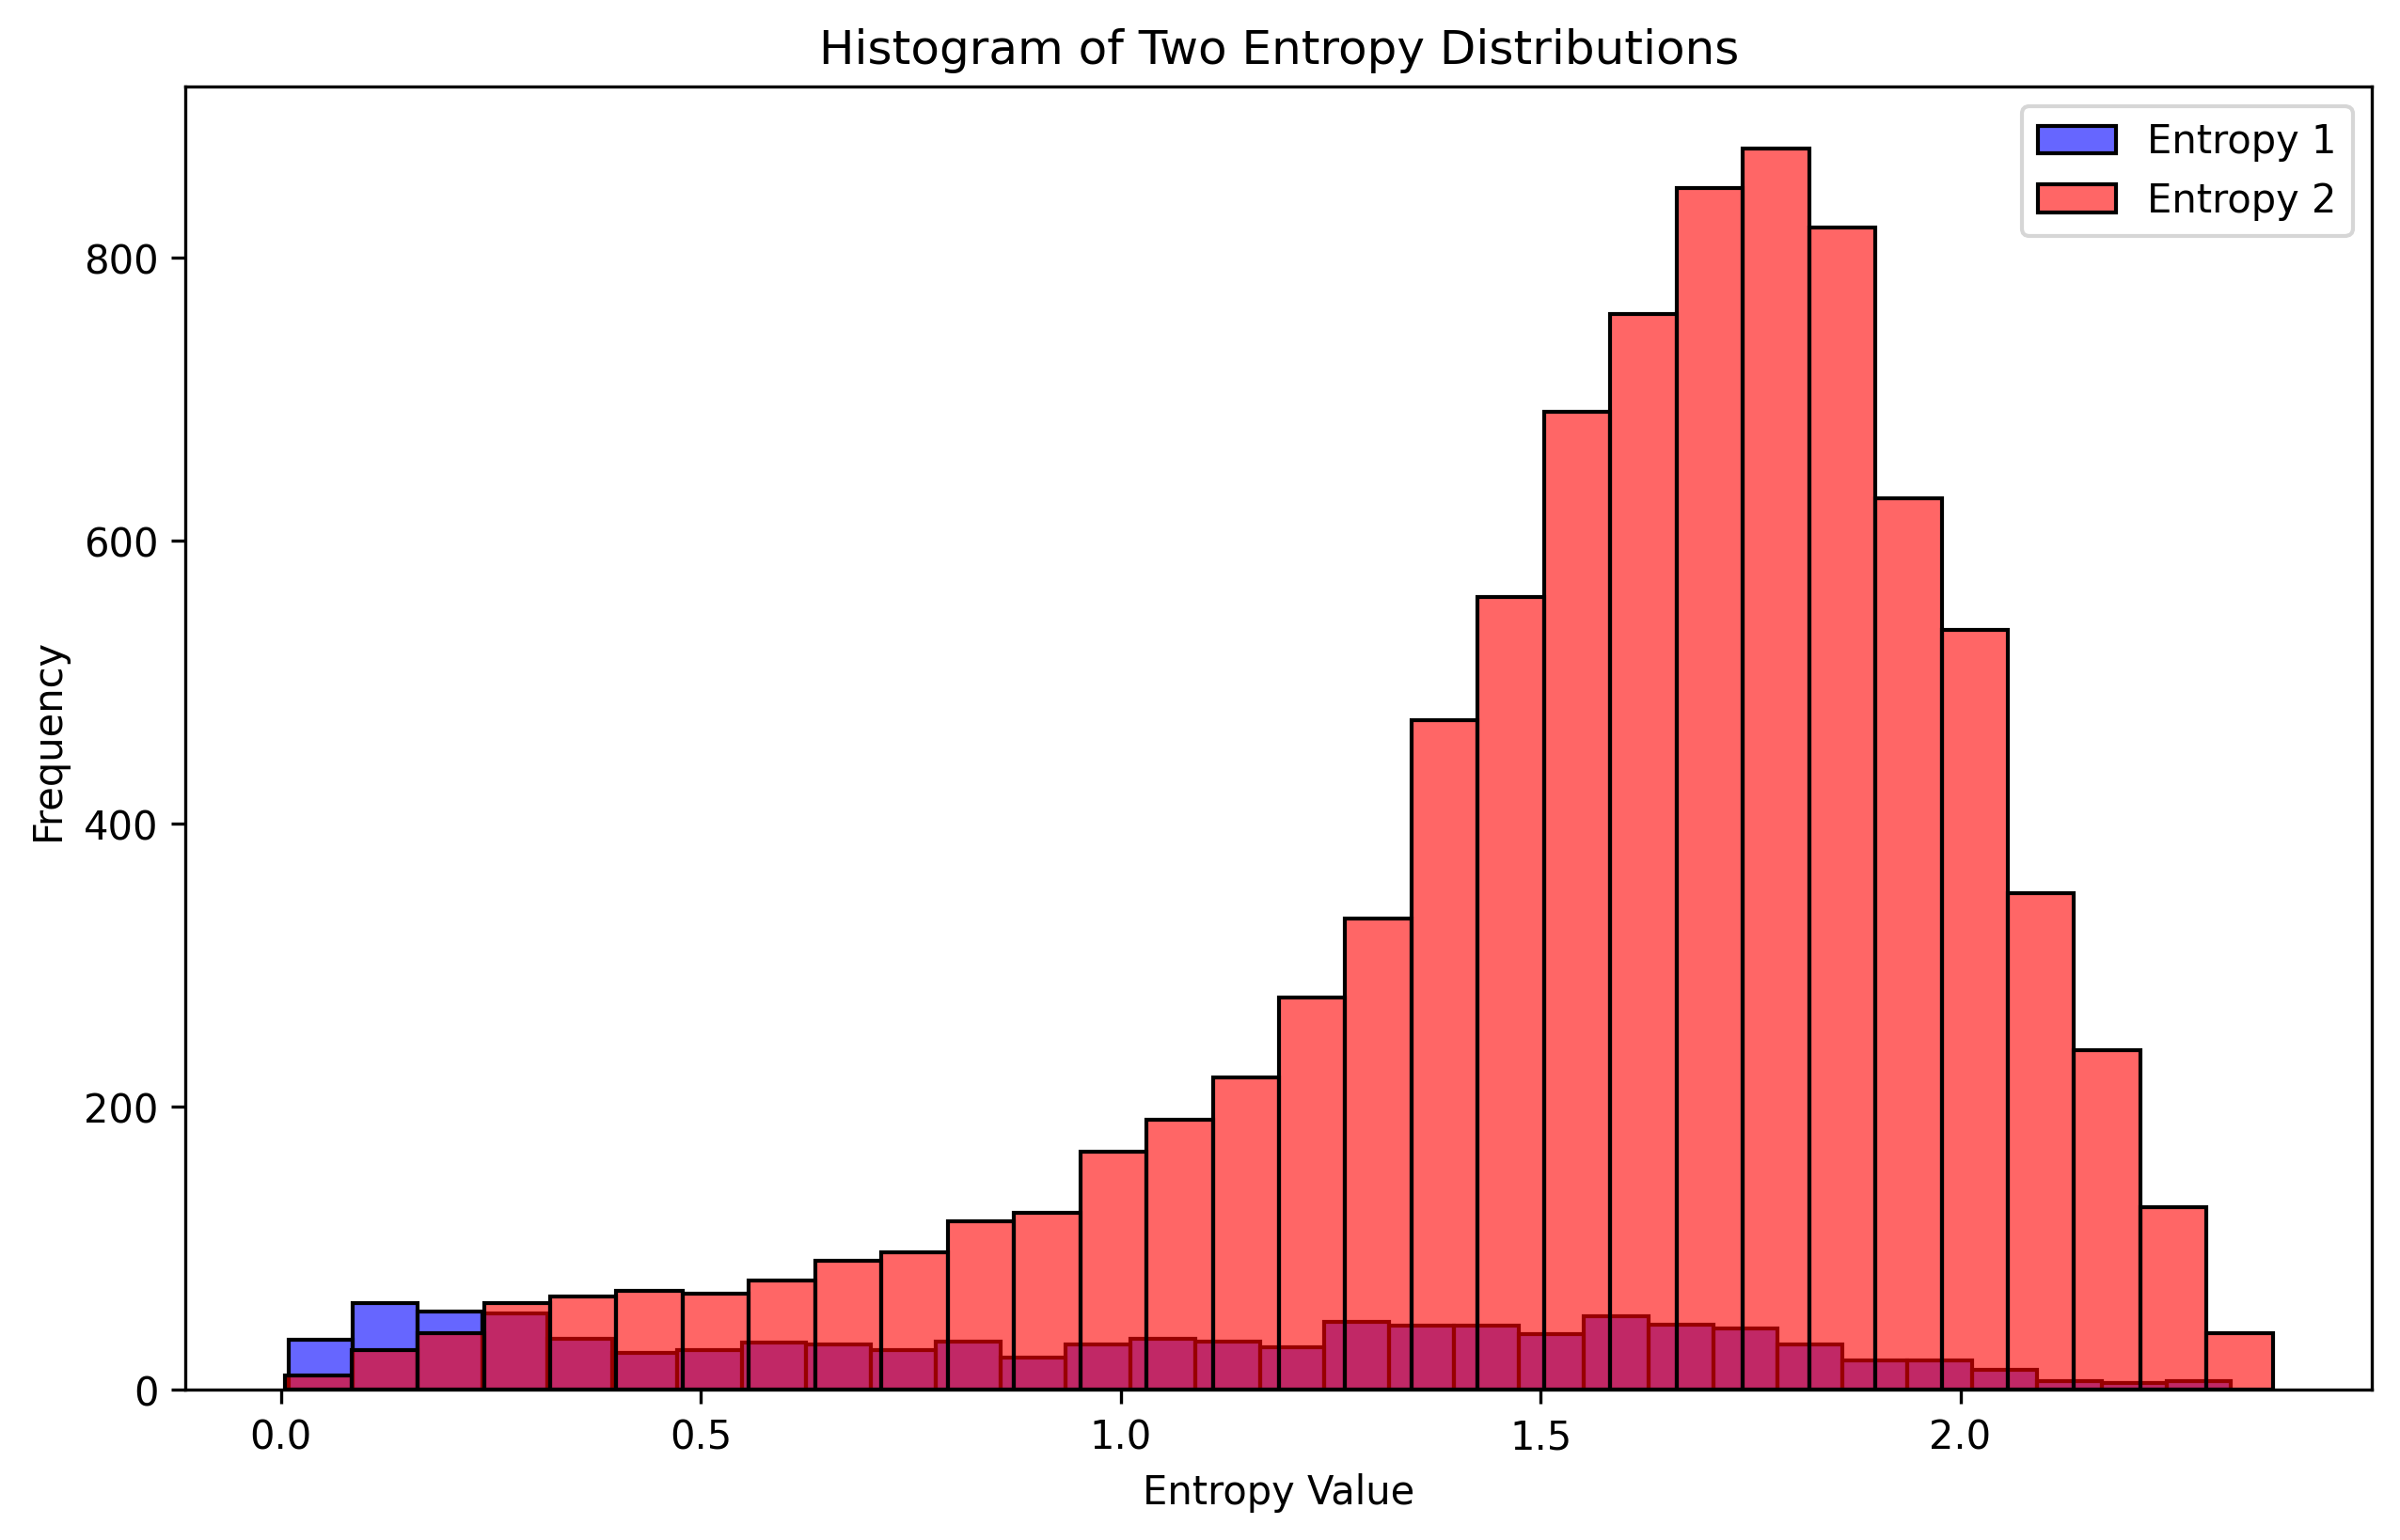 Histogram of Two Entropy Distributions
Entropy 1
Entropy 2
800
600
400
200
0
Frequency
0.0 0.5 1.0 1.5 2.0
Entropy Value